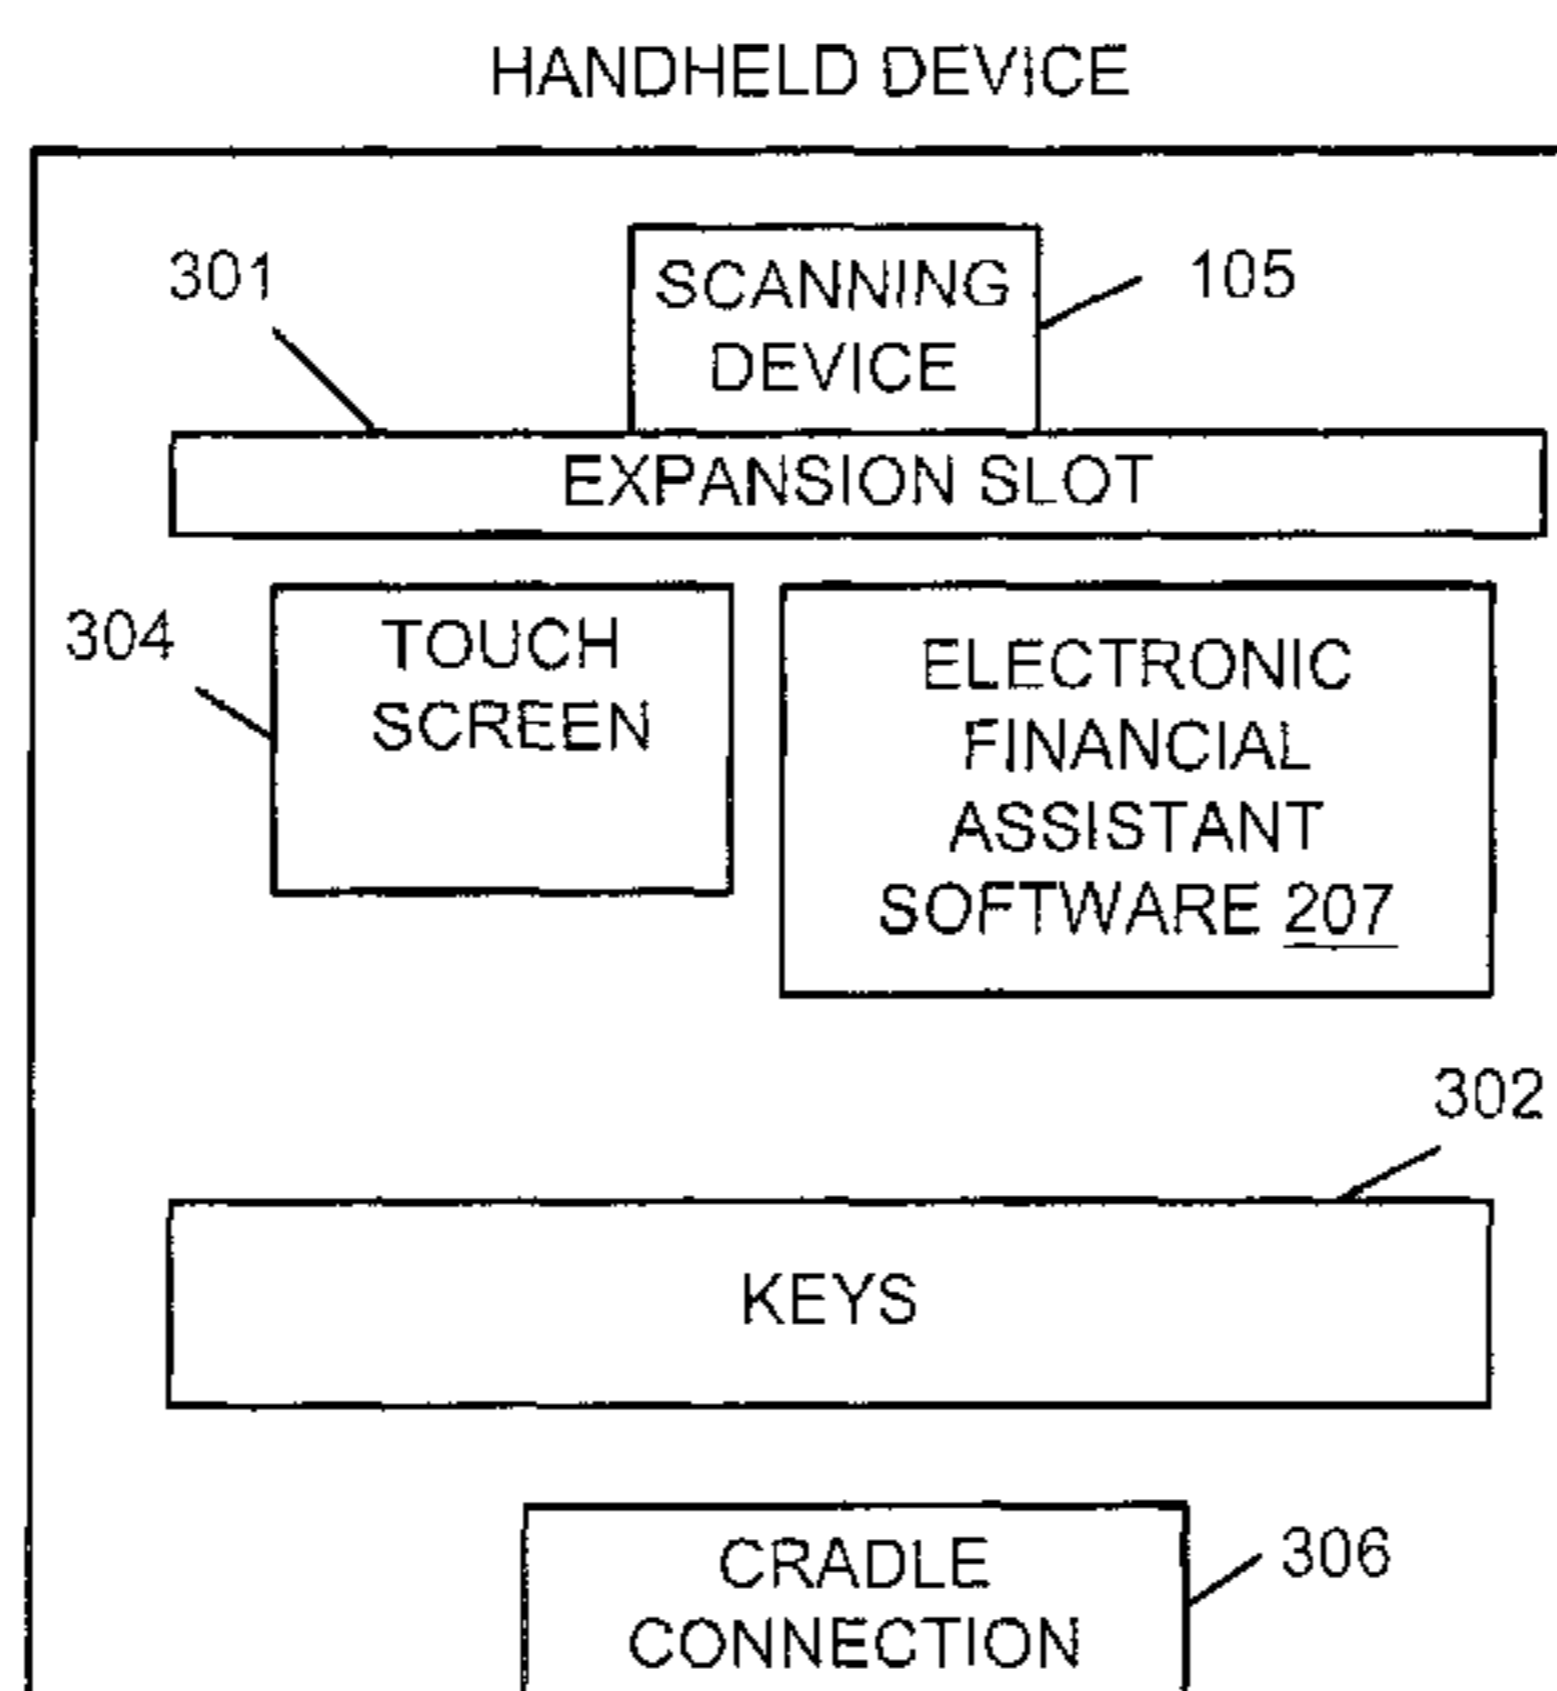 HANDHELD DEVICE
301
SCANNING
DEVICE
105
EXPANSION SLOT
304
TOUCH
SCREEN
ELECTRONIC
FINANCIAL
ASSISTANT
SOFTWARE 207
302
KEYS
CRADLE
CONNECTION
306